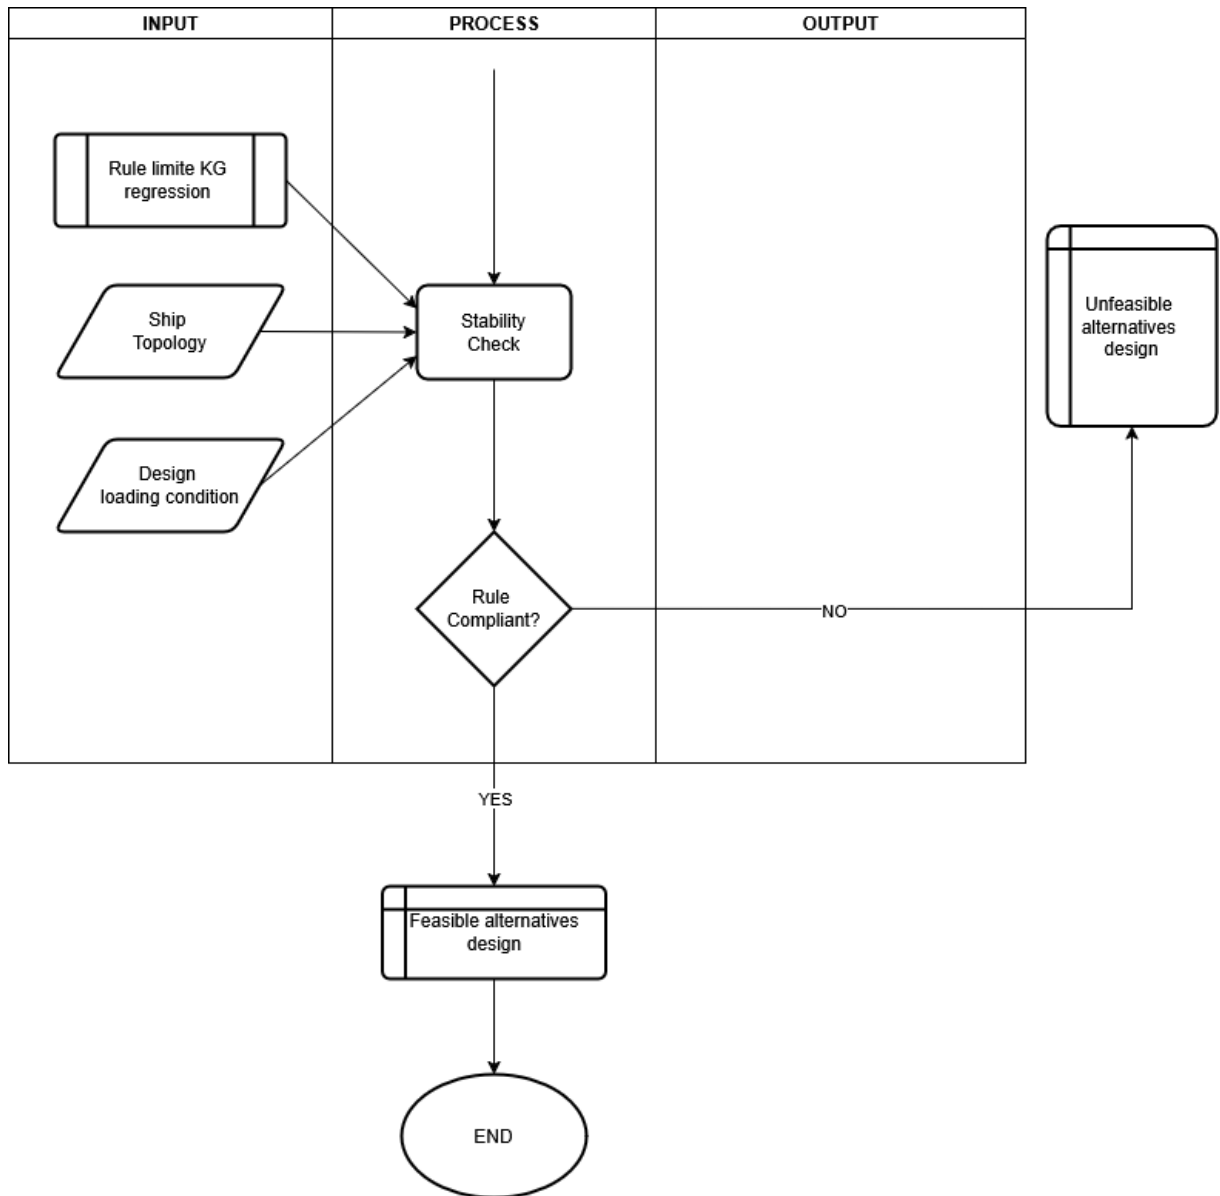 INPUT
PROCESS
OUTPUT
Rule limite KG
regression
Ship
Topology
Design
loading condition
Stability
Check
Rule
Compliant?
NO
Unfeasible
alternatives
design
YES
Feasible alternatives
design
END